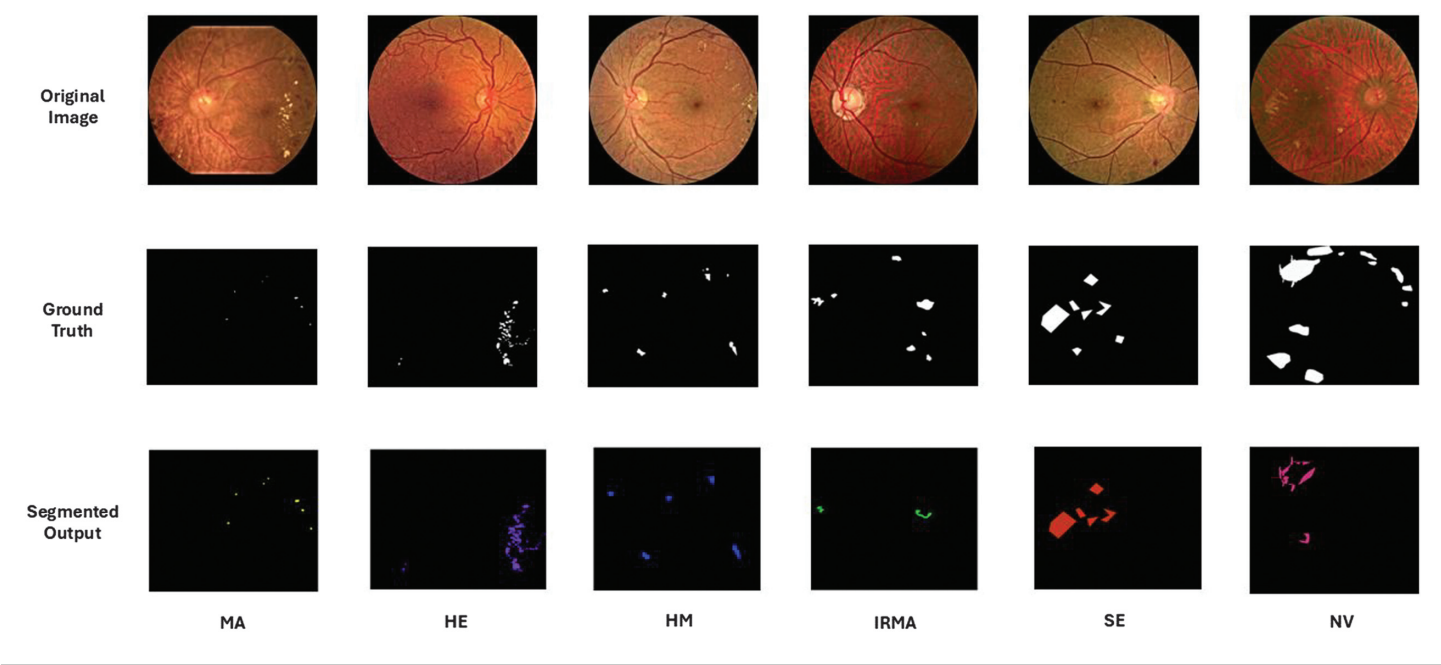 Original
Image
Ground
Truth
Segmented
Output
MA
HE
HM
IRMA
SE
NV